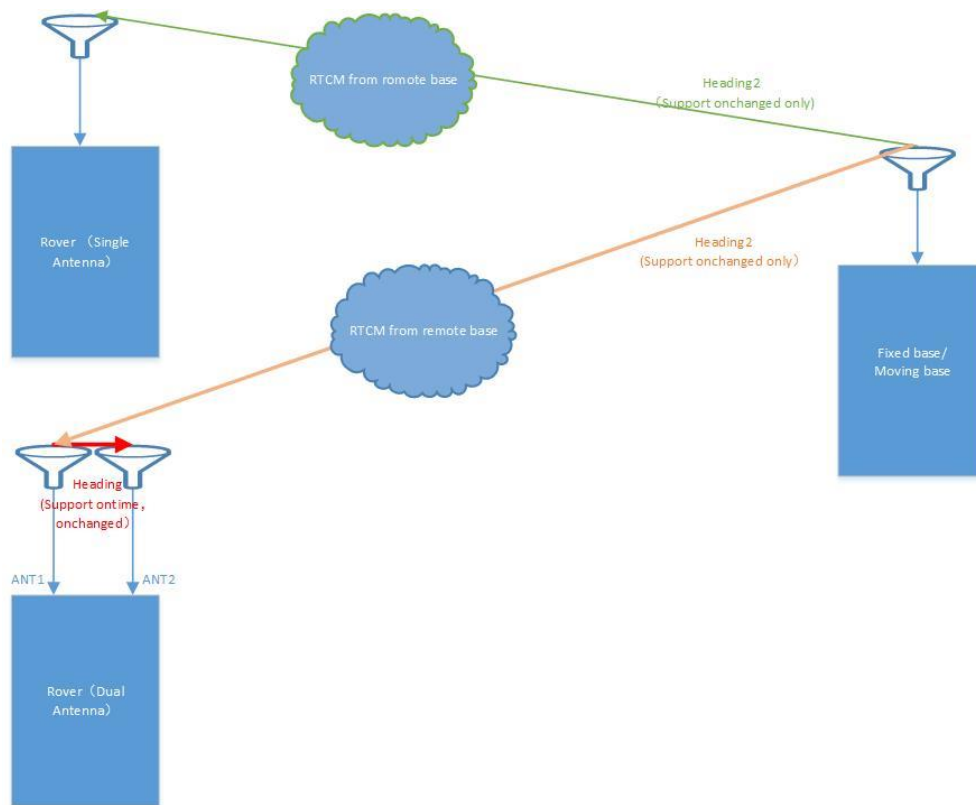 RTCM from romote base
Heading2
（Support onchanged only)
Rover （Single
Antenna）
Heading2
(Support onchanged only）
RTCM from remote base
Fixed base/
Moving base
Heading
(Support ontime,
onchanged）
ANT1
ANT2
Rover（Dual
Antenna）